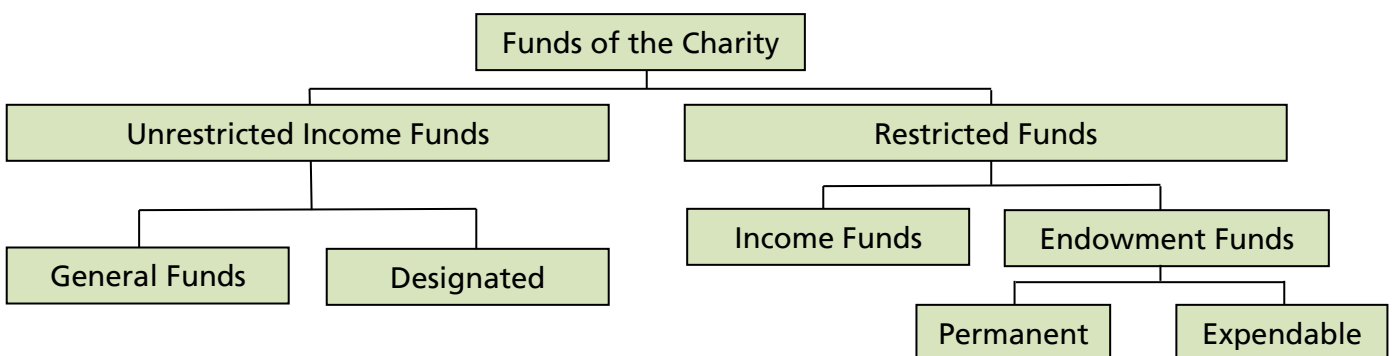 Funds of the Charity
Unrestricted Income Funds
Restricted Funds
General Funds
Designated
Income Funds
Endowment Funds
Permanent
Expendable